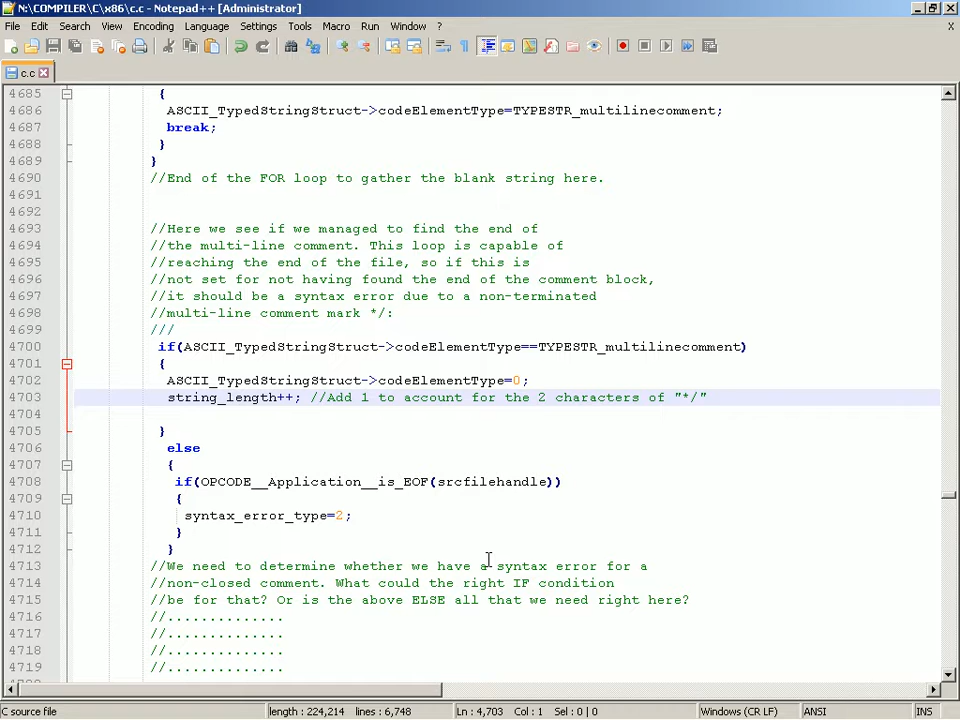 N:\COMPILER\C\x86\c.c - Notepad++ [Administrator]
File Edit Search View Encoding Language Settings Tools Macro Run Window ? X
c.c
4685 {
4686 ASCII_TypedStringStruct->codeElementType=TYPESTR_multilinecomment;
4687 break;
4688 }
4689 }
4690 //End of the FOR loop to gather the blank string here.
4691
4692
4693 //Here we see if we managed to find the end of
4694 //the multi-line comment. This loop is capable of
4695 //reaching the end of the file, so if this is
4696 //not set for not having found the end of the comment block,
4697 //it should be a syntax error due to a non-terminated
4698 //multi-line comment mark */:
4699 ///
4700 if(ASCII_TypedStringStruct->codeElementType==TYPESTR_multilinecomment)
4701 {
4702 ASCII_TypedStringStruct->codeElementType=0;
4703 string_length++; //Add 1 to account for the 2 characters of "*/"
4704
4705 }
4706 else
4707 {
4708 if(OPCODE__Application__is_EOF(srcfilehandle))
4709 {
4710 syntax_error_type=2;
4711 }
4712 }
4713 //We need to determine whether we have a syntax error for a
4714 //non-closed comment. What could the right IF condition
4715 //be for that? Or is the above ELSE all that we need right here?
4716 //..............
4717 //..............
4718 //..............
4719 //..............
C source file length : 224,214 lines : 6,748 Ln : 4,703 Col : 1 Sel : 0 | 0 Windows (CR LF) ANSI INS